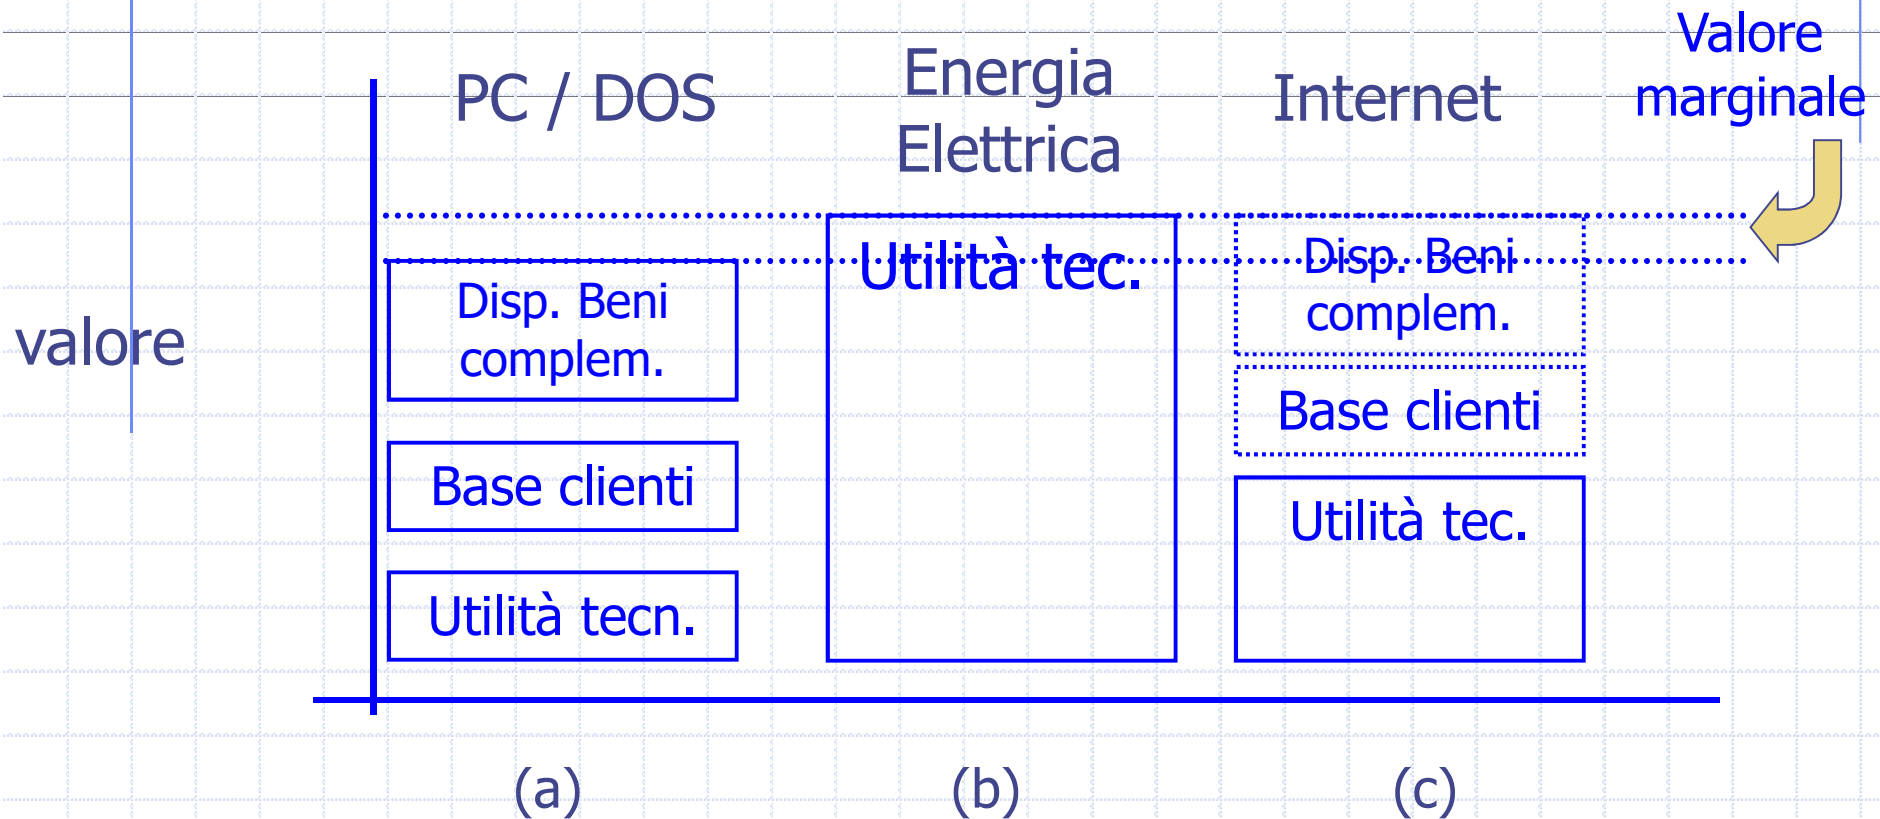 PC / DOS
Energia
Elettrica
Internet
Valore
marginale
valore
Disp. Beni
complem.
Base clienti
Utilità tecn.
Utilità tec.
Disp. Beni
complem.
Base clienti
Utilità tec.
(a)
(b)
(c)